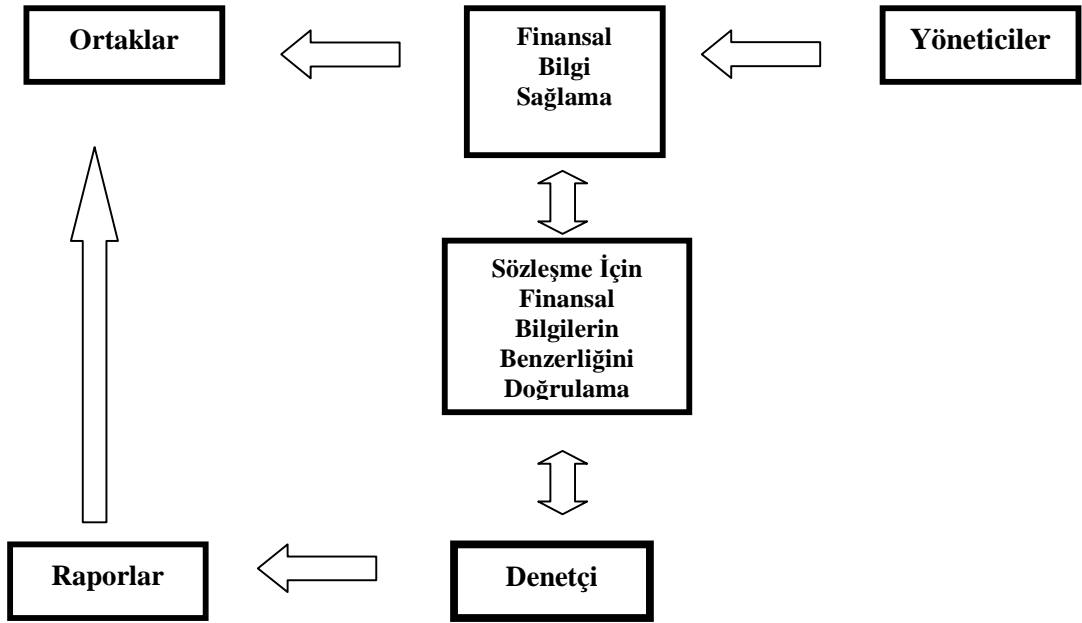 Ortaklar
Finansal
Bilgi
Sağlama
Yöneticiler
Sözleşme İçin
Finansal
Bilgilerin
Benzerliğini
Doğrulama
Raporlar
Denetçi